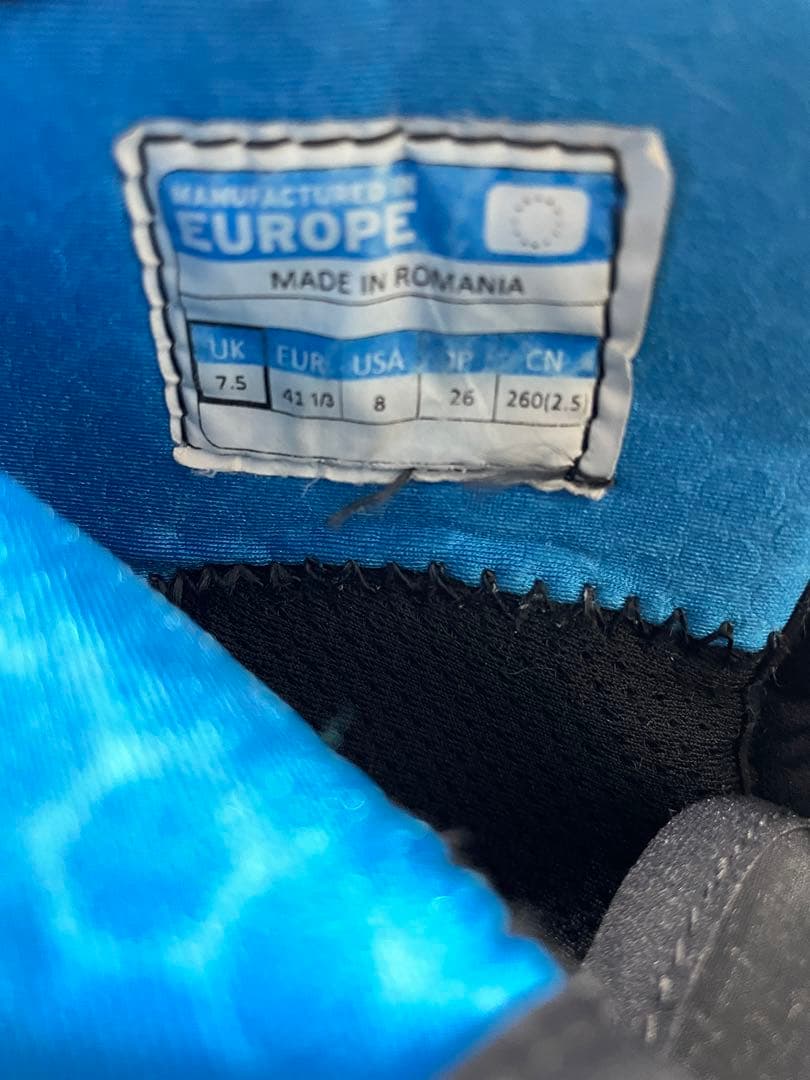 MANUFACTURED IN
EUROPE
MADE IN ROMANIA
UK EUR USA JP CN
7.5 41 1/3 8 26 260(2.5)